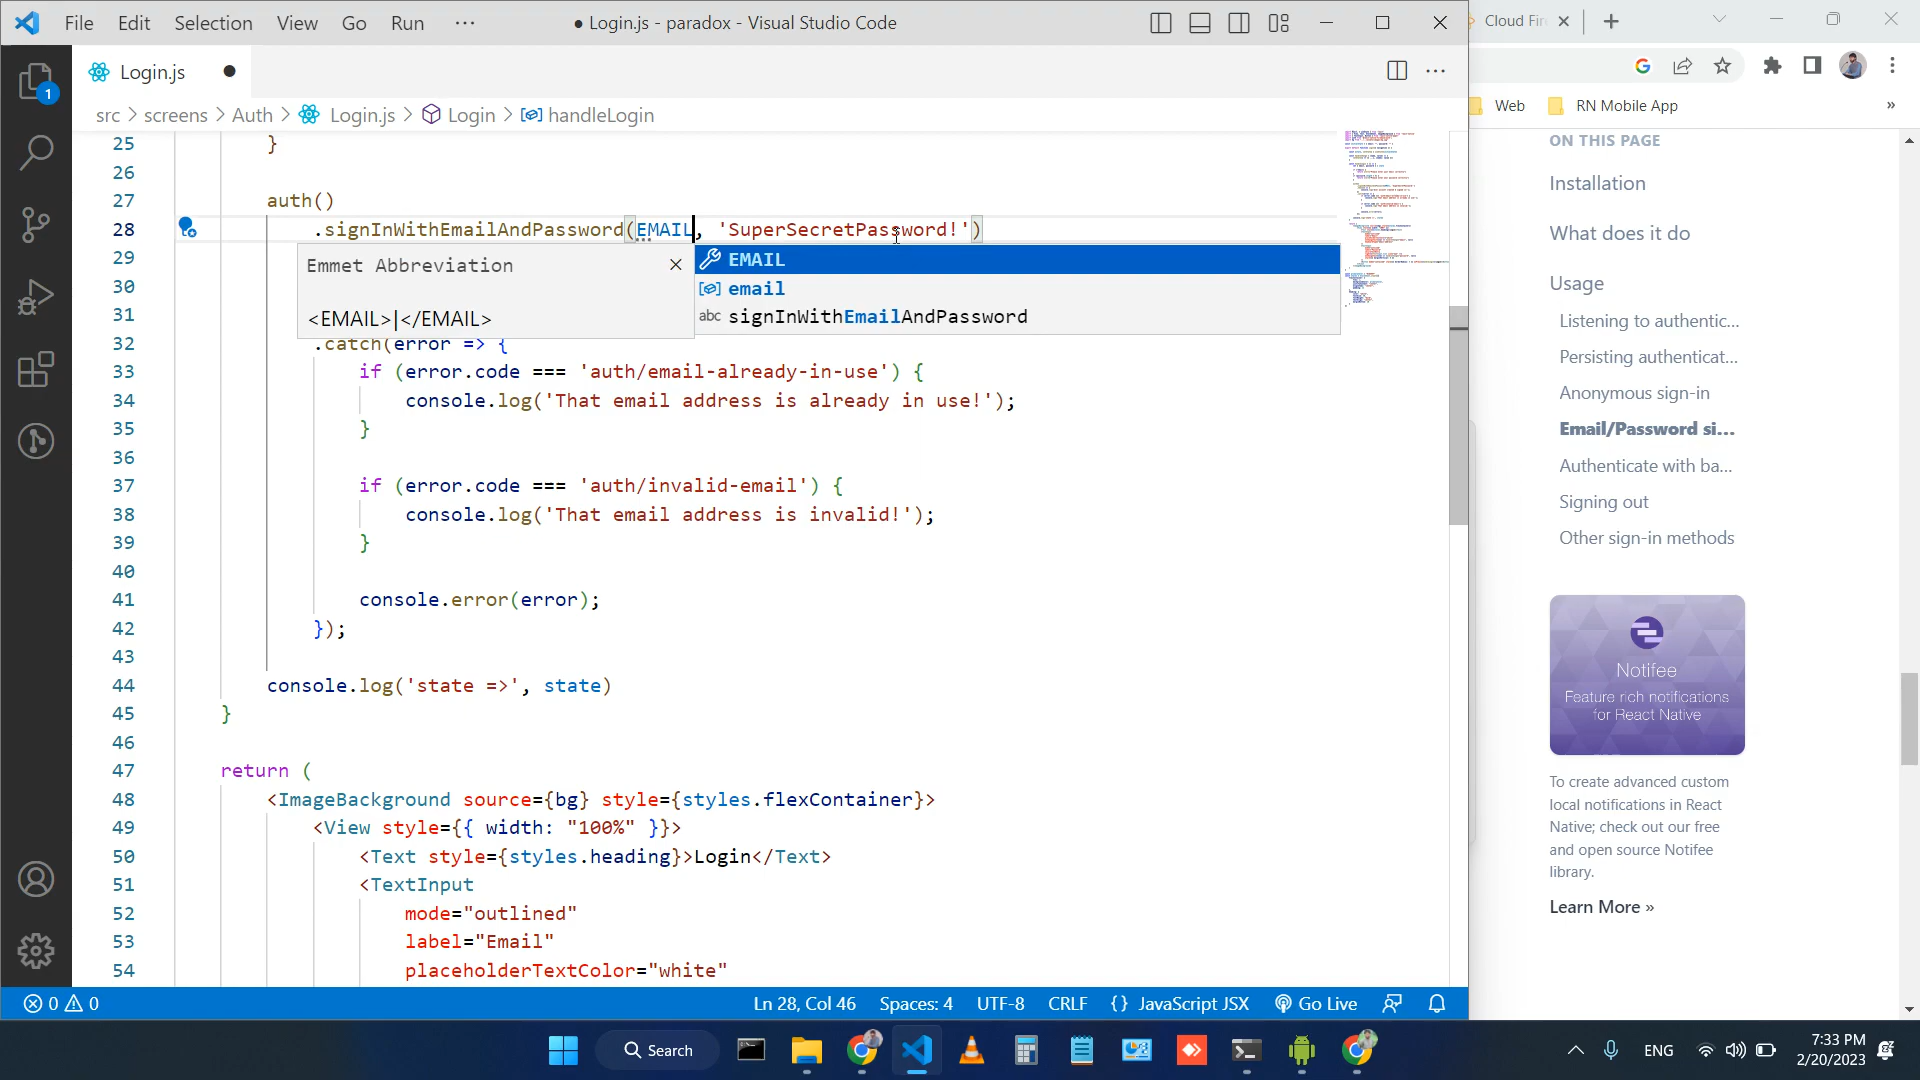 File Edit Selection View Go Run ··· ● Login.js - paradox - Visual Studio Code
Login.js ●
src > screens > Auth > Login.js > Login > handleLogin
25 }
26
27 auth()
28 .signInWithEmailAndPassword(EMAIL, 'SuperSecretPassword!')
29
30
31
Emmet Abbreviation
<EMAIL>|</EMAIL>
EMAIL
email
abc signInWithEmailAndPassword
32 .catch(error => {
33 if (error.code === 'auth/email-already-in-use') {
34 console.log('That email address is already in use!');
35 }
36
37 if (error.code === 'auth/invalid-email') {
38 console.log('That email address is invalid!');
39 }
40
41 console.error(error);
42 });
43
44 console.log('state =>', state)
45 }
46
47 return (
48 <ImageBackground source={bg} style={styles.flexContainer}>
49 <View style={{ width: "100%" }}>
50 <Text style={styles.heading}>Login</Text>
51 <TextInput
52 mode="outlined"
53 label="Email"
54 placeholderTextColor="white"
1
0 0
Ln 28, Col 46 Spaces: 4 UTF-8 CRLF {} JavaScript JSX Go Live
Cloud Fir
Web RN Mobile App »
ON THIS PAGE
Installation
What does it do
Usage
Listening to authentic...
Persisting authenticat...
Anonymous sign-in
Email/Password si...
Authenticate with ba...
Signing out
Other sign-in methods
Notifee
Feature rich notifications
for React Native
To create advanced custom
local notifications in React
Native; check out our free
and open source Notifee
library.
Learn More »
Search
ENG
7:33 PM
2/20/2023